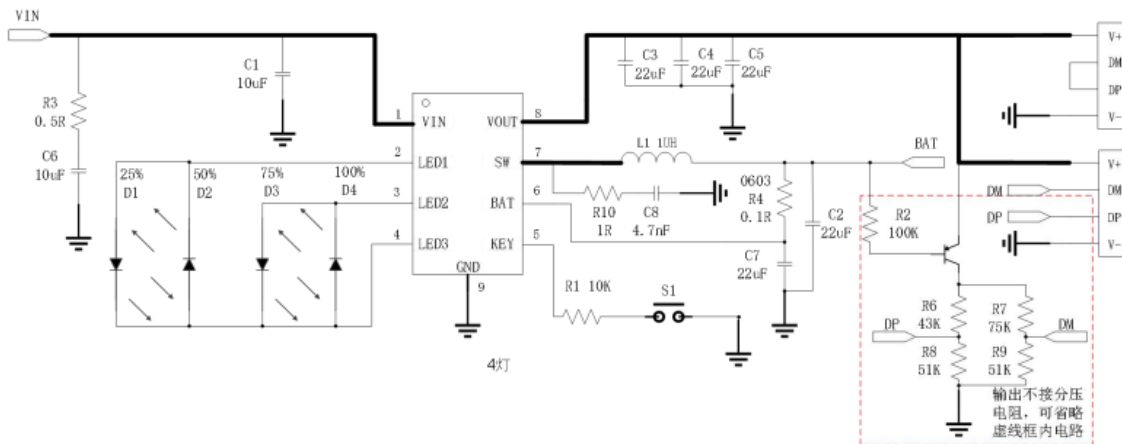 VIN
C1
10uF
R3
0.5R
C6
10uF
1
VIN
2
LED1
3
LED2
4
LED3
GND
9
VOUT
8
SW
7
BAT
6
KEY
5
25%
D1
50%
D2
75%
D3
100%
D4
C3
22uF
C4
22uF
C5
22uF
L1 1UH
R10
1R
C8
4.7nF
0603
R4
0.1R
C7
22uF
C2
22uF
BAT
R1 10K
S1
R2
100K
R6
43K
R7
75K
DP
DM
R8
51K
R9
51K
V+
DM
DP
V-
V+
DM
DM
DP
DP
V-
输出不接分压
电阻，可省略
虚线框内电路
4灯